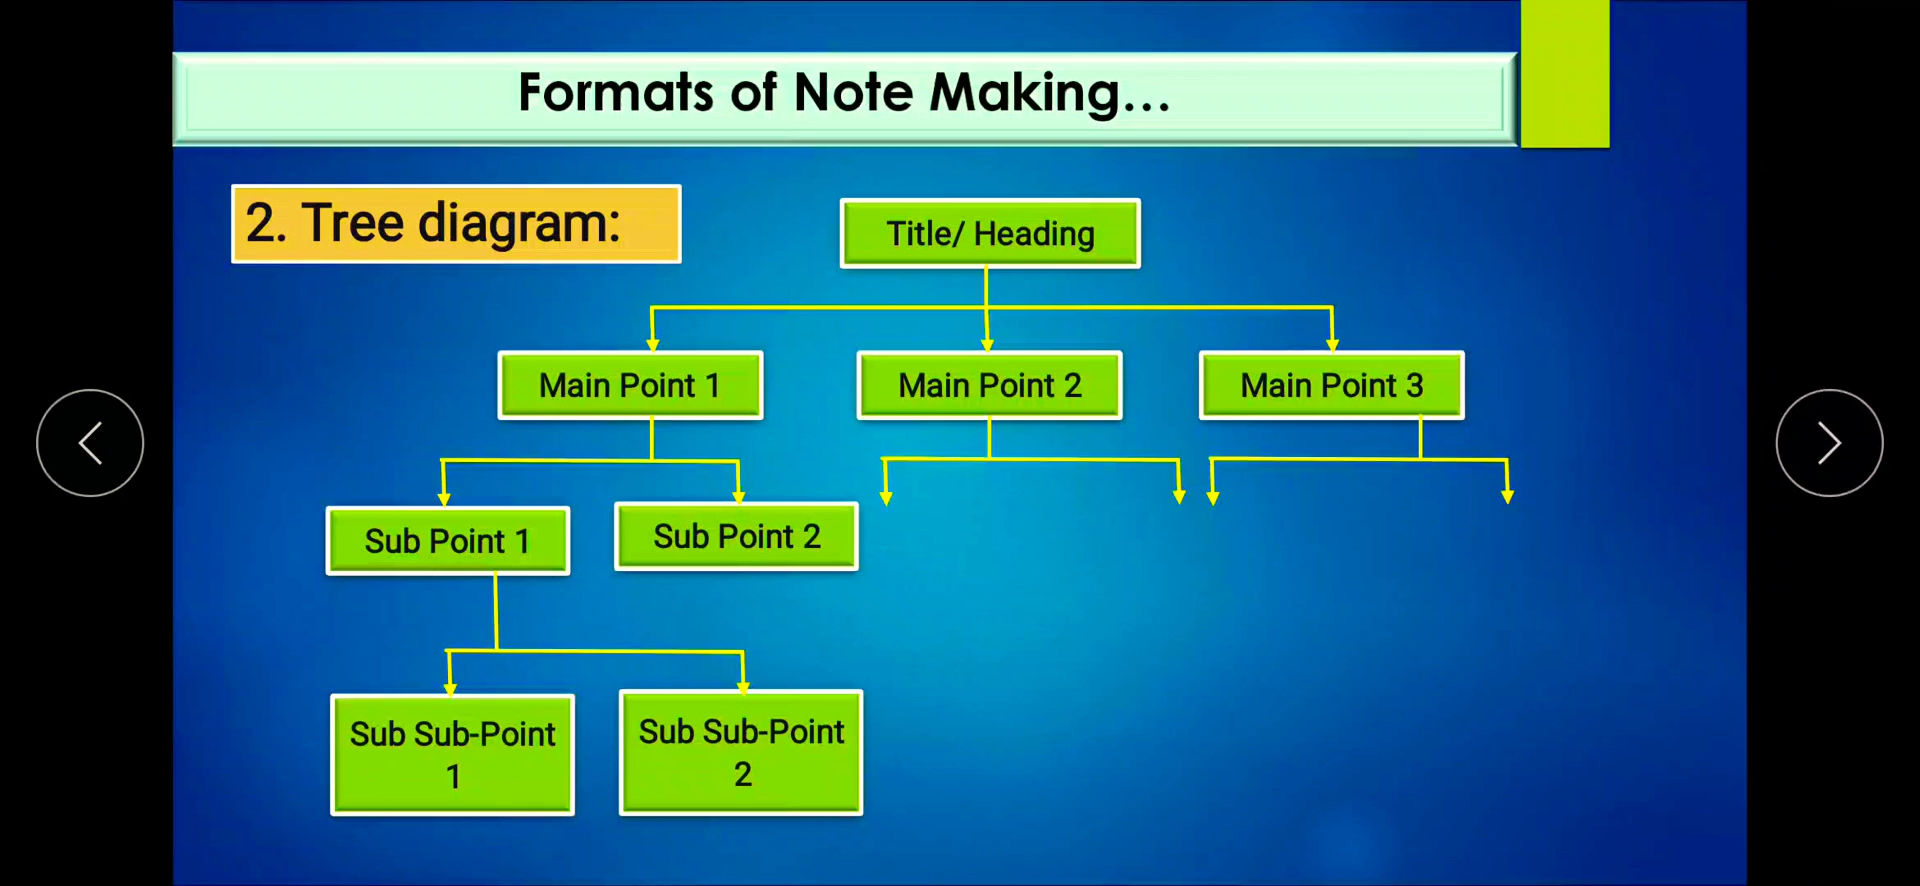 Formats of Note Making...
2. Tree diagram:
Title/ Heading
Main Point 1
Main Point 2
Main Point 3
Sub Point 1
Sub Point 2
Sub Sub-Point
1
Sub Sub-Point
2